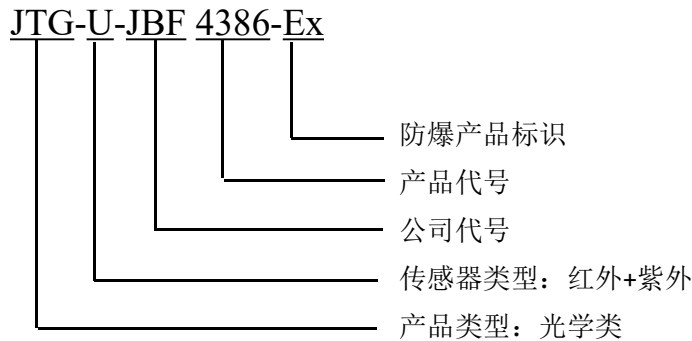 JTG-U-JBF 4386-Ex
防爆产品标识
产品代号
公司代号
传感器类型：红外+紫外
产品类型：光学类